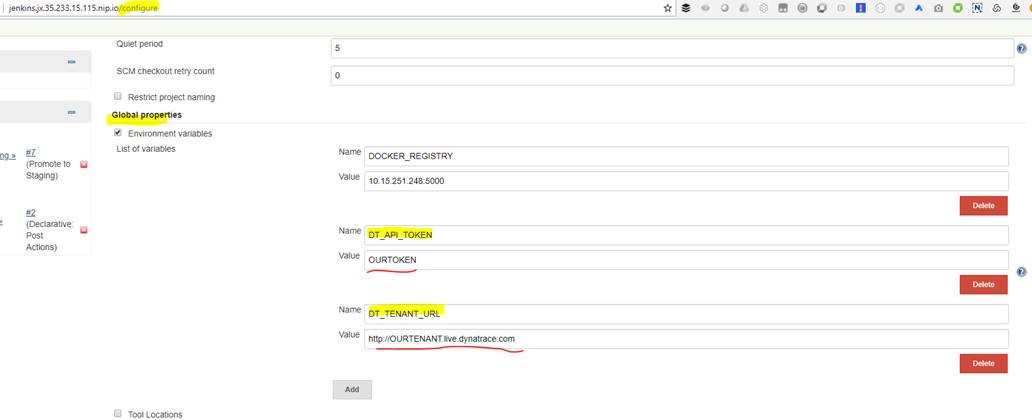 jenkins.jx.35.233.15.115.nip.io/configure
Quiet period
5
SCM checkout retry count
0
Restrict project naming
Global properties
Environment variables
List of variables
Name
DOCKER_REGISTRY
Value
10.15.251.248:5000
Delete
ng »
#7
(Promote to
Staging)
#2
(Declarative:
Post
Actions)
Name
DT_API_TOKEN
Value
OURTOKEN
Delete
Name
DT_TENANT_URL
Value
http://OURTENANT.live.dynatrace.com
Delete
Add
Tool Locations